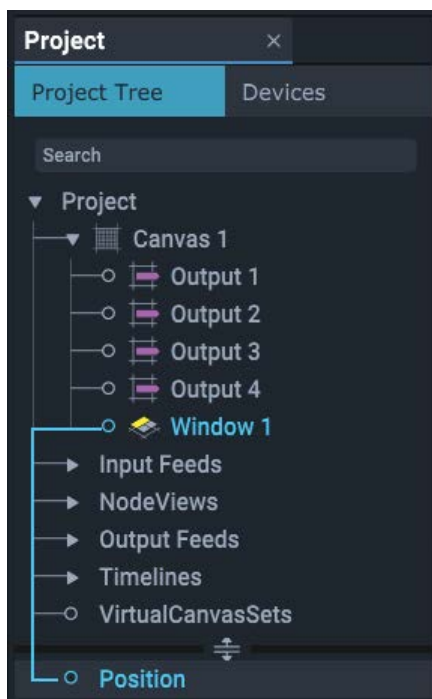 Project
Project Tree Devices
Search
Project
Canvas 1
Output 1
Output 2
Output 3
Output 4
Window 1
Input Feeds
NodeViews
Output Feeds
Timelines
VirtualCanvasSets
Position